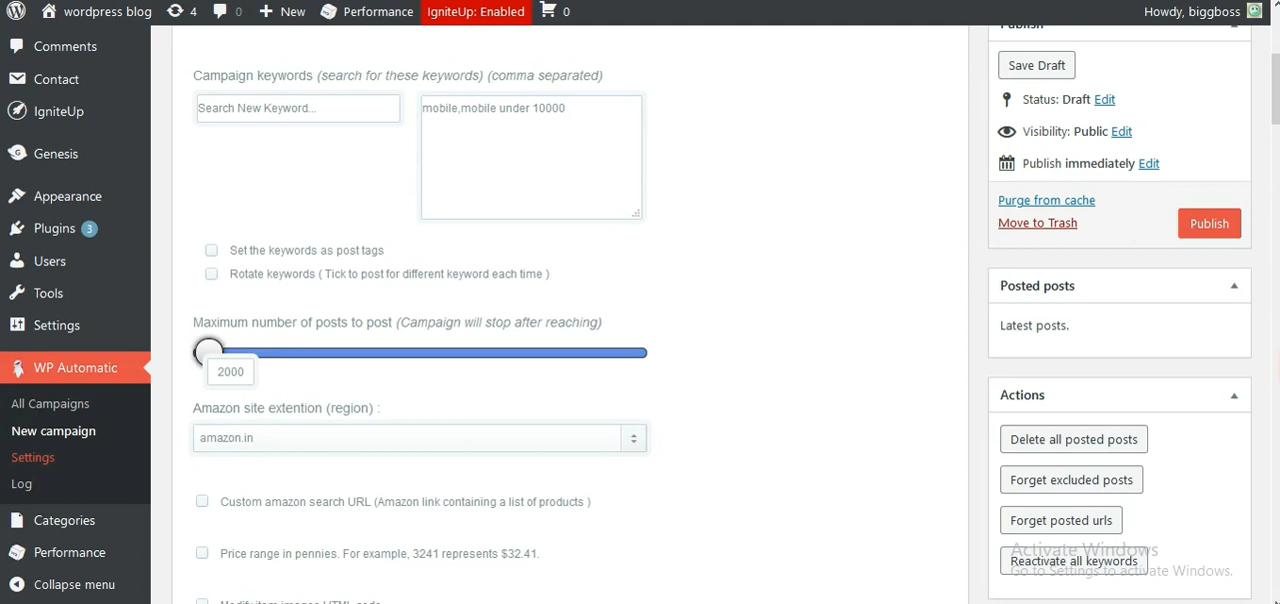 wordpress blog
4
0
New
Performance
IgniteUp: Enabled
0
Howdy, biggboss
Comments
Contact
IgniteUp
Genesis
Appearance
Plugins 3
Users
Tools
Settings
WP Automatic
All Campaigns
New campaign
Settings
Log
Categories
Performance
Collapse menu
Campaign keywords (search for these keywords) (comma separated)
Search New Keyword...
mobile,mobile under 10000
Set the keywords as post tags
Rotate keywords ( Tick to post for different keyword each time )
Maximum number of posts to post (Campaign will stop after reaching)
2000
Amazon site extention (region) :
amazon.in
Custom amazon search URL (Amazon link containing a list of products )
Price range in pennies. For example, 3241 represents $32.41.
Modify item images HTML code
Publish
Save Draft
Status: Draft Edit
Visibility: Public Edit
Publish immediately Edit
Purge from cache
Move to Trash
Publish
Posted posts
Latest posts.
Actions
Delete all posted posts
Forget excluded posts
Forget posted urls
Reactivate all keywords
Activate Windows
Go to Settings to activate Windows.